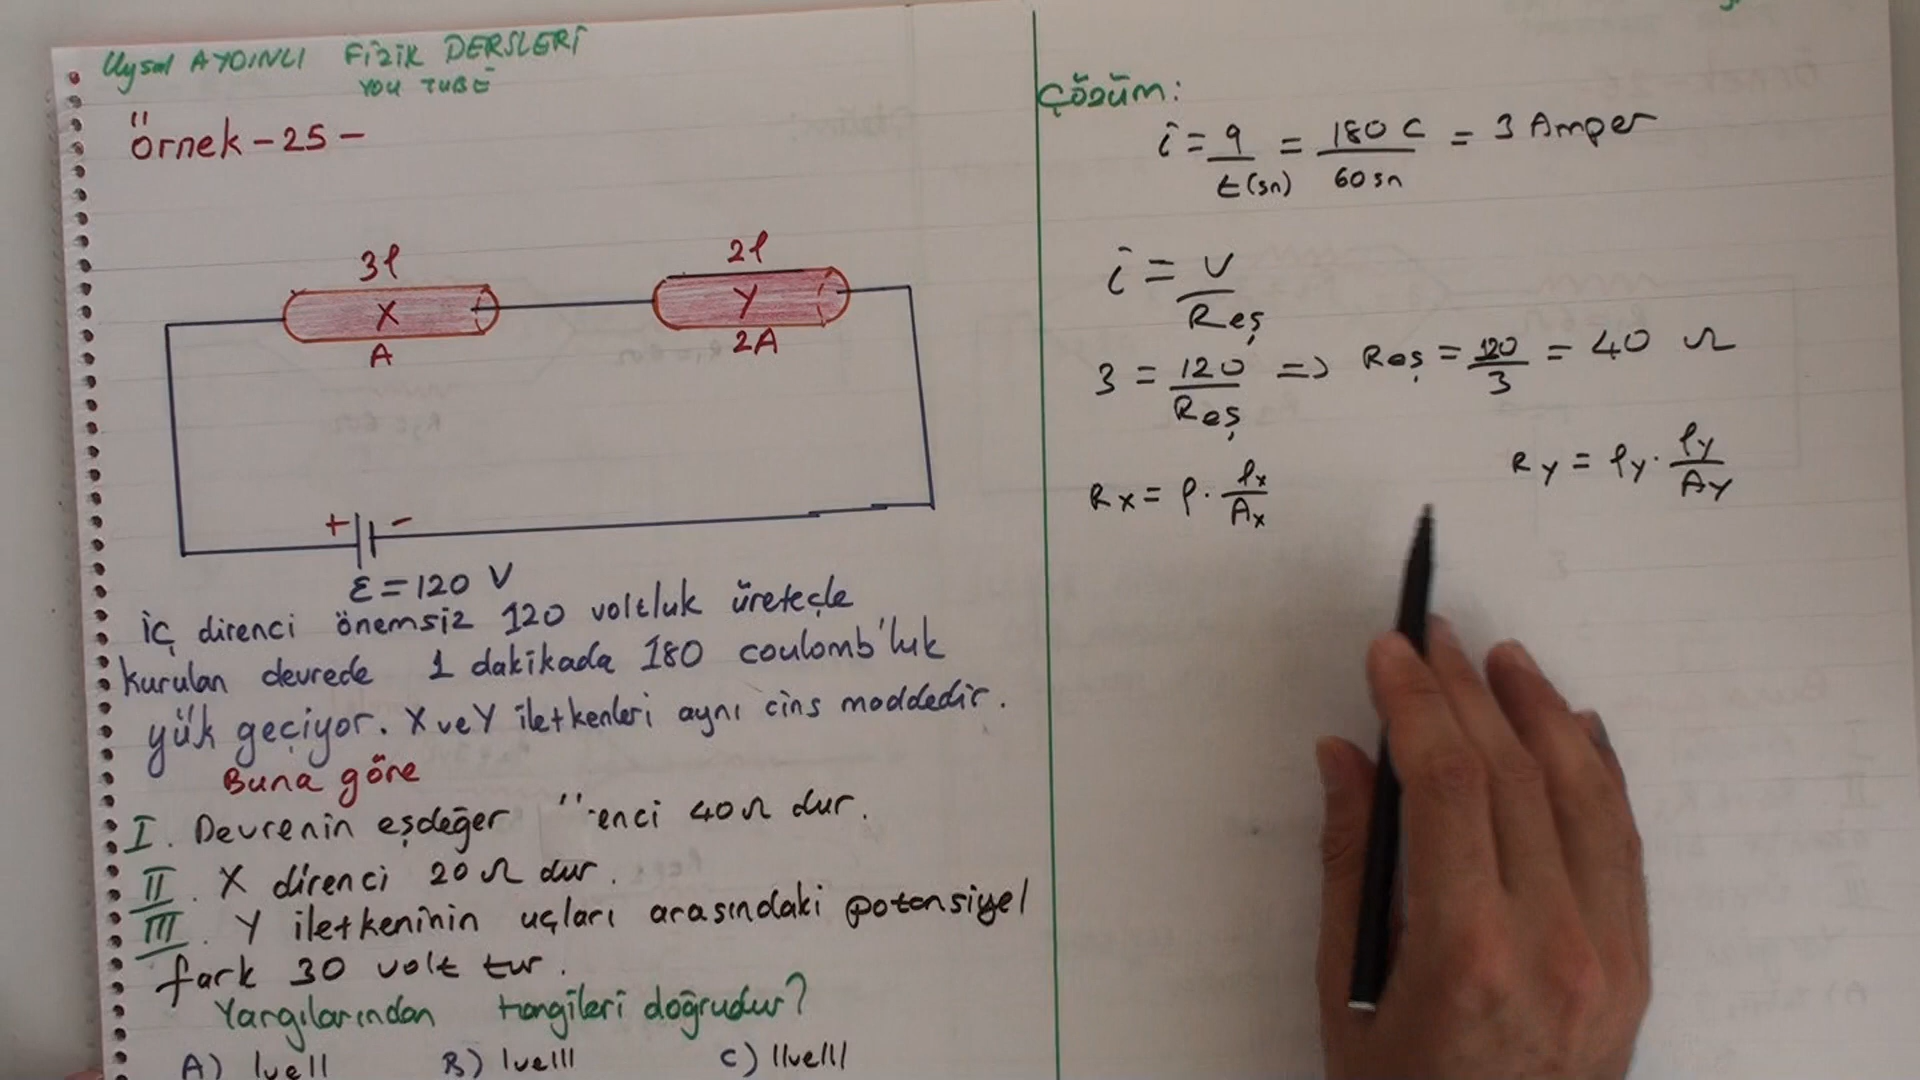 Uysal AYDINLI FİZİK DERSLERİ
YOU TUBE
Örnek - 25 -
3l
X
A
2l
Y
2A
+ -
ε = 120 V
İç direnci önemsiz 120 voltluk üreteçle
kurulan devrede 1 dakikada 180 coulomb'luk
yük geçiyor. X ve Y iletkenleri aynı cins maddedir.
Buna göre
I. Devrenin eşdeğer enci 40Ω dur.
II. X direnci 20Ω dur.
III. Y iletkeninin uçları arasındaki potansiyel
fark 30 volt tur.
Yargılarından hangileri doğrudur?
A) I ve II B) I ve III C) II ve III
Çözüm:
i = q / t(sn) = 180 C / 60 sn = 3 Amper
i = V / Reş
3 = 120 / Reş => Reş = 120 / 3 = 40 Ω
Rx = ρ · lx / Ax
Ry = ρy · ly / Ay